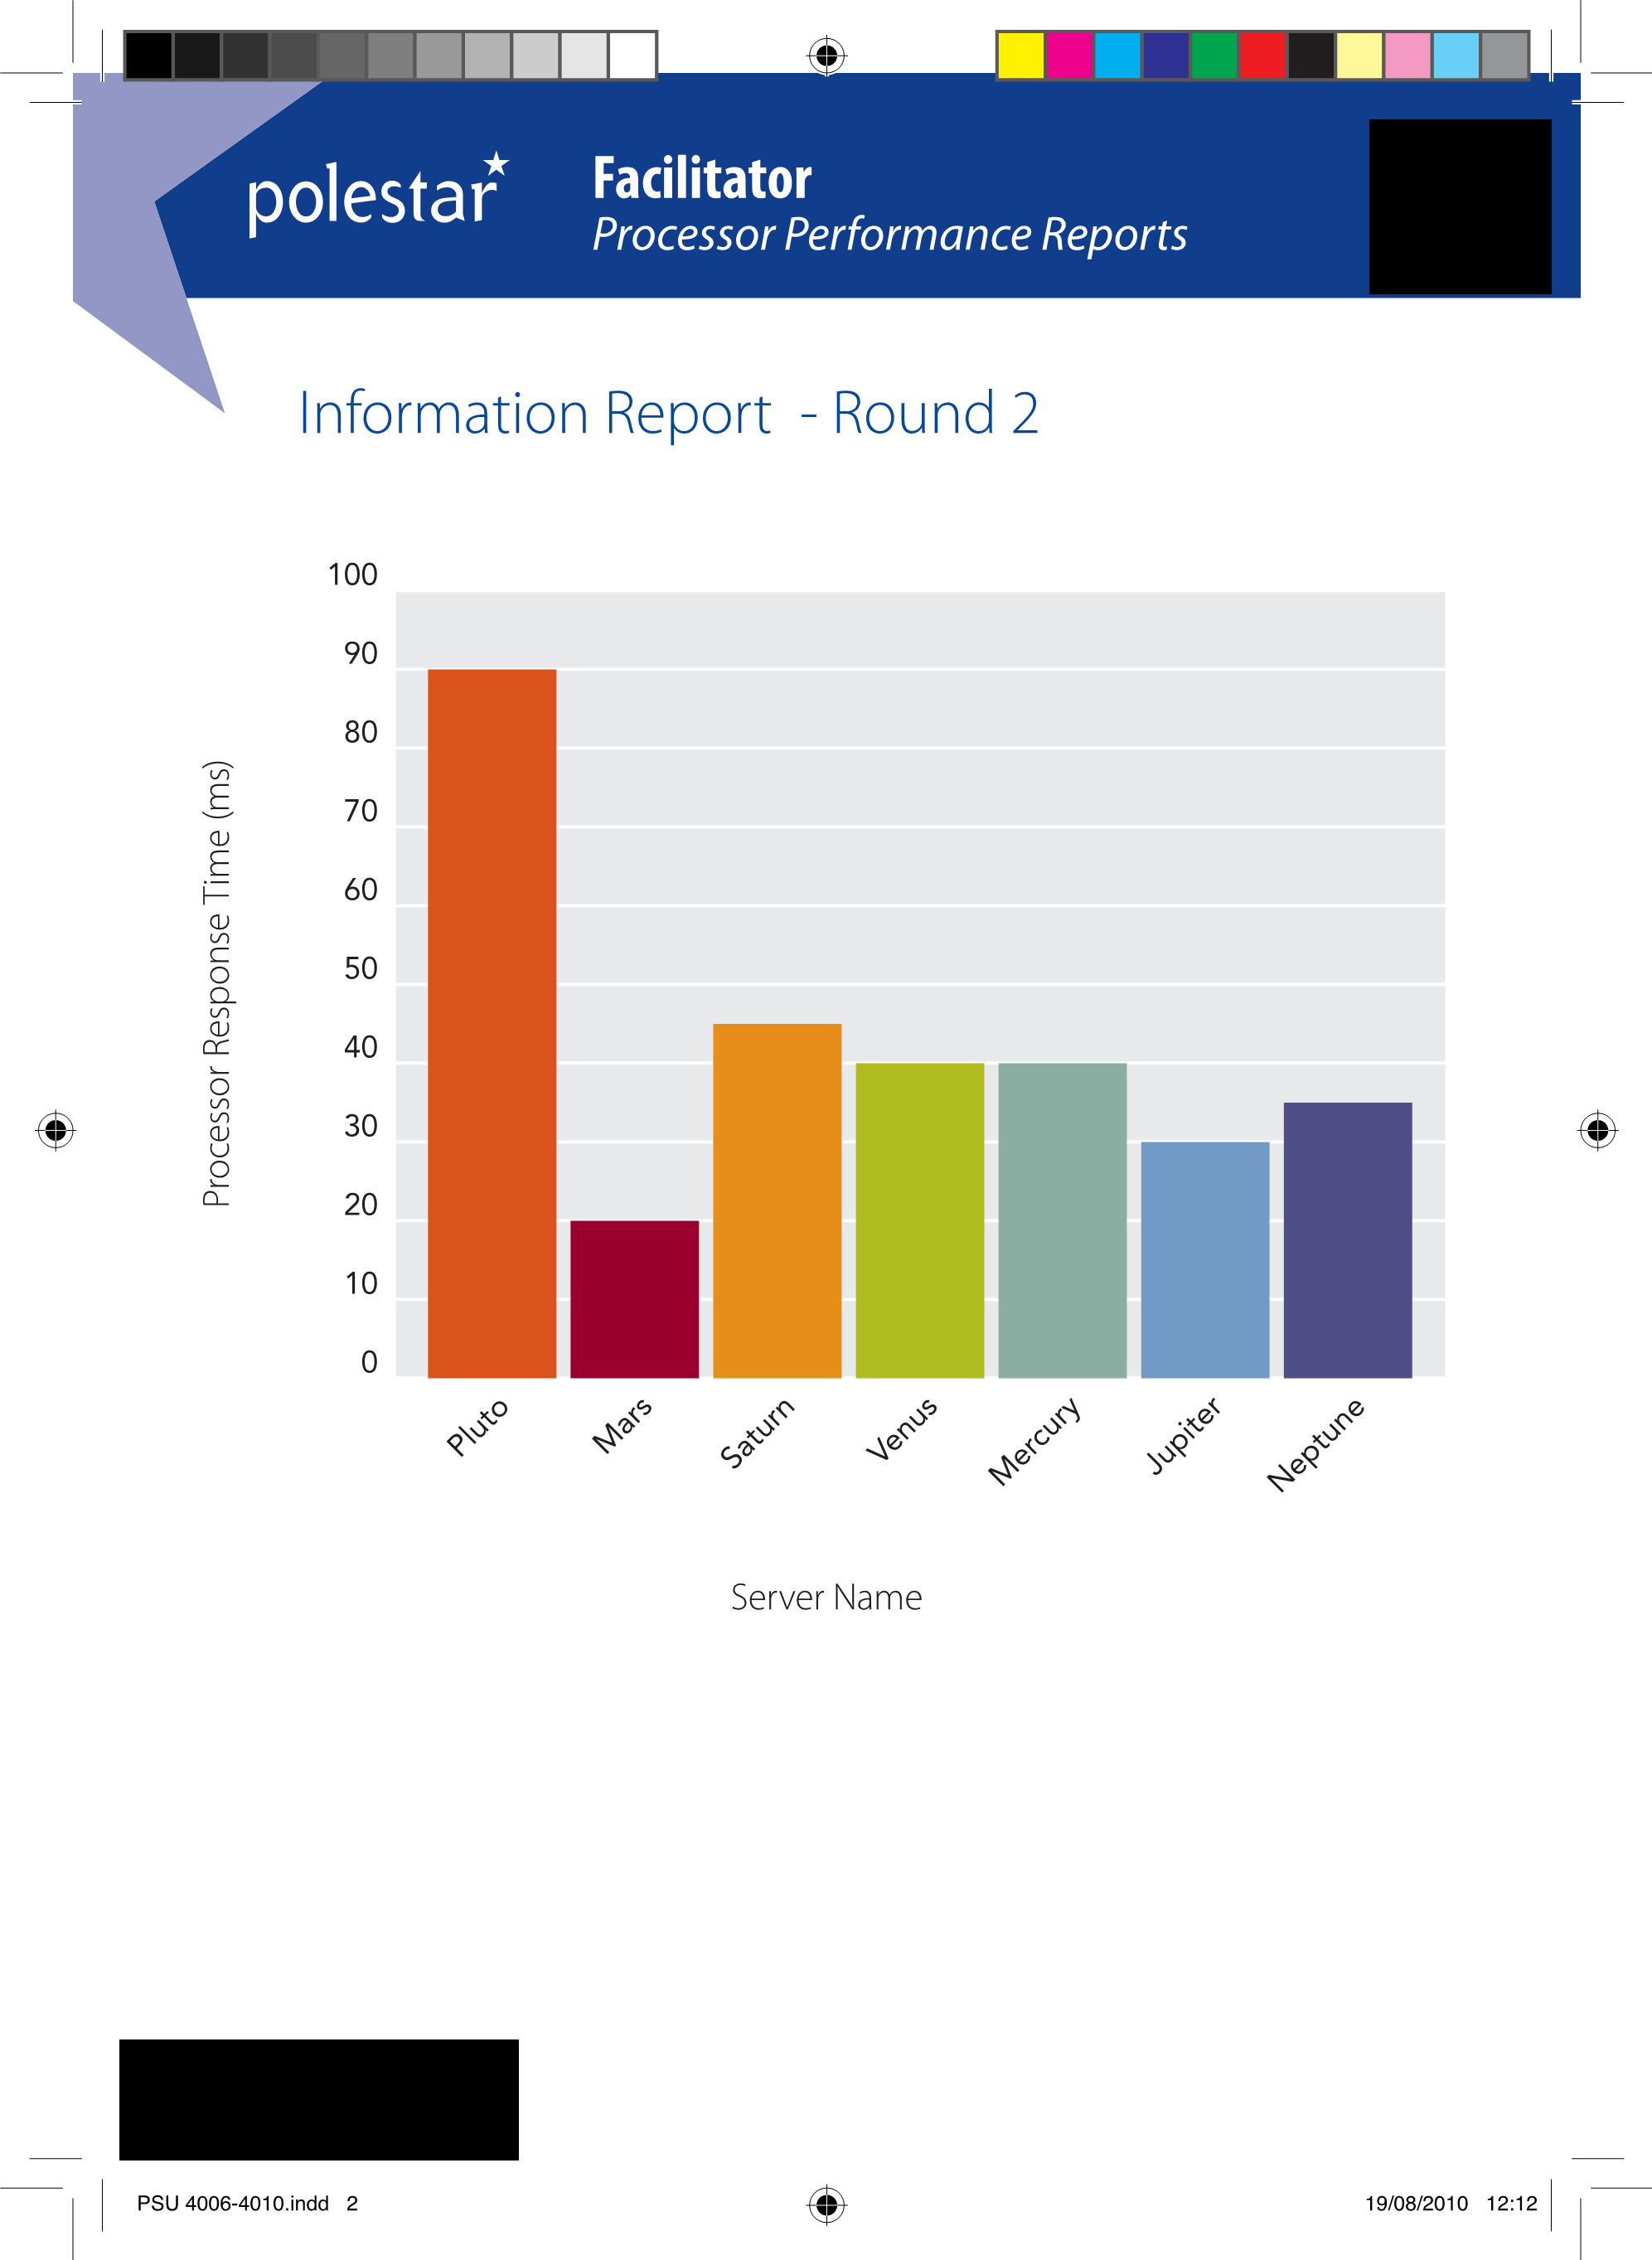 polestar
Facilitator
Processor Performance Reports
Information Report - Round 2
100
90
80
70
60
50
40
30
20
10
0
Processor Response Time (ms)
Pluto
Mars
Saturn
Venus
Mercury
Jupiter
Neptune
Server Name
PSU 4006-4010.indd 2
19/08/2010 12:12